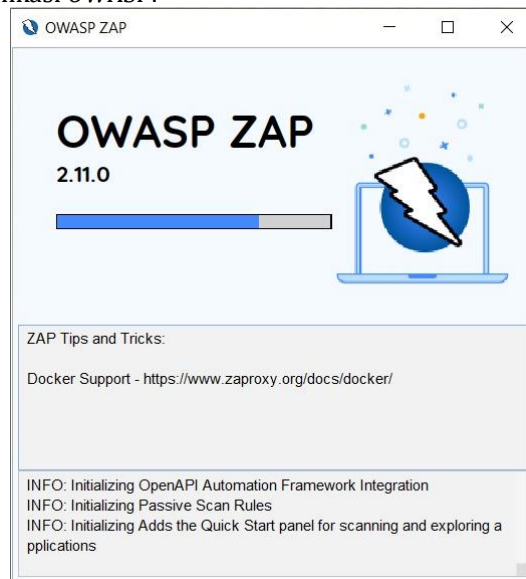 OWASP ZAP
OWASP ZAP
2.11.0
ZAP Tips and Tricks:
Docker Support - https://www.zaproxy.org/docs/docker/
INFO: Initializing OpenAPI Automation Framework Integration
INFO: Initializing Passive Scan Rules
INFO: Initializing Adds the Quick Start panel for scanning and exploring a
pplications